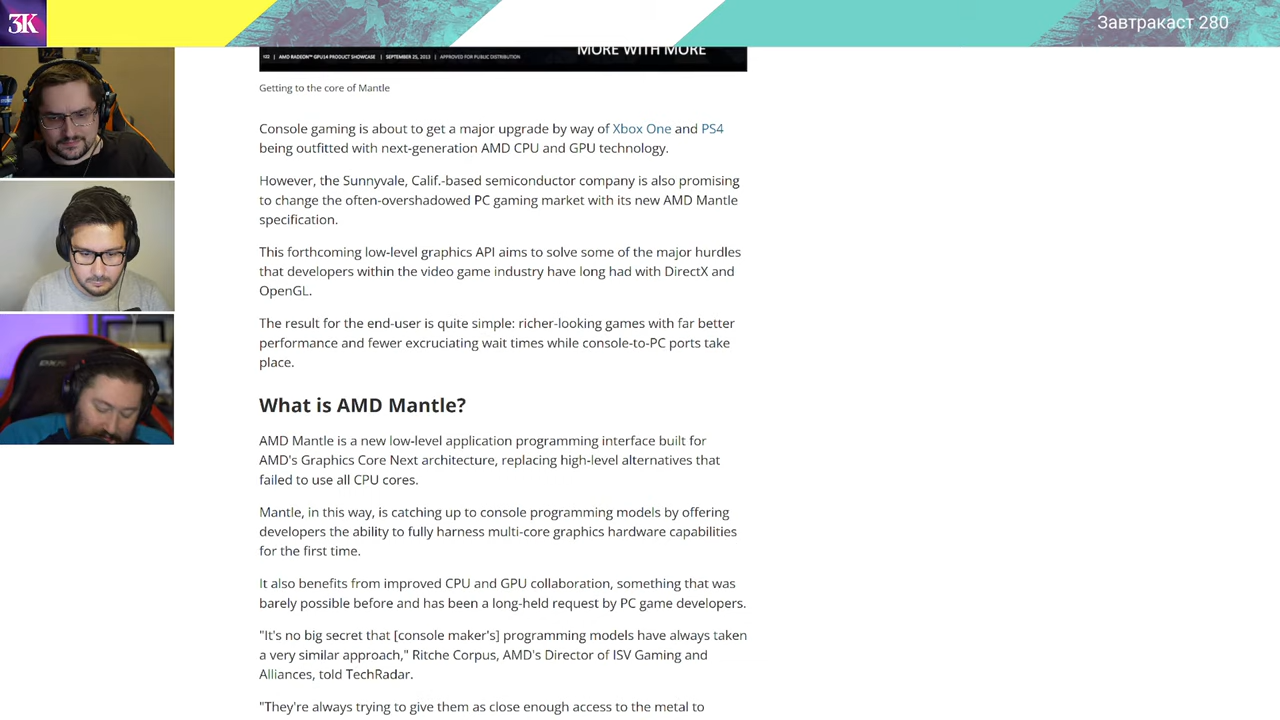 3K
Завтракаст 280
MORE WITH MORE
AMD RADEON™ GPU14 PRODUCT SHOWCASE | SEPTEMBER 25, 2013 | APPROVED FOR PUBLIC DISTRIBUTION
Getting to the core of Mantle
Console gaming is about to get a major upgrade by way of Xbox One and PS4
being outfitted with next-generation AMD CPU and GPU technology.
However, the Sunnyvale, Calif.-based semiconductor company is also promising
to change the often-overshadowed PC gaming market with its new AMD Mantle
specification.
This forthcoming low-level graphics API aims to solve some of the major hurdles
that developers within the video game industry have long had with DirectX and
OpenGL.
The result for the end-user is quite simple: richer-looking games with far better
performance and fewer excruciating wait times while console-to-PC ports take
place.
What is AMD Mantle?
AMD Mantle is a new low-level application programming interface built for
AMD's Graphics Core Next architecture, replacing high-level alternatives that
failed to use all CPU cores.
Mantle, in this way, is catching up to console programming models by offering
developers the ability to fully harness multi-core graphics hardware capabilities
for the first time.
It also benefits from improved CPU and GPU collaboration, something that was
barely possible before and has been a long-held request by PC game developers.
"It's no big secret that [console maker's] programming models have always taken
a very similar approach," Ritche Corpus, AMD's Director of ISV Gaming and
Alliances, told TechRadar.
"They're always trying to give them as close enough access to the metal to